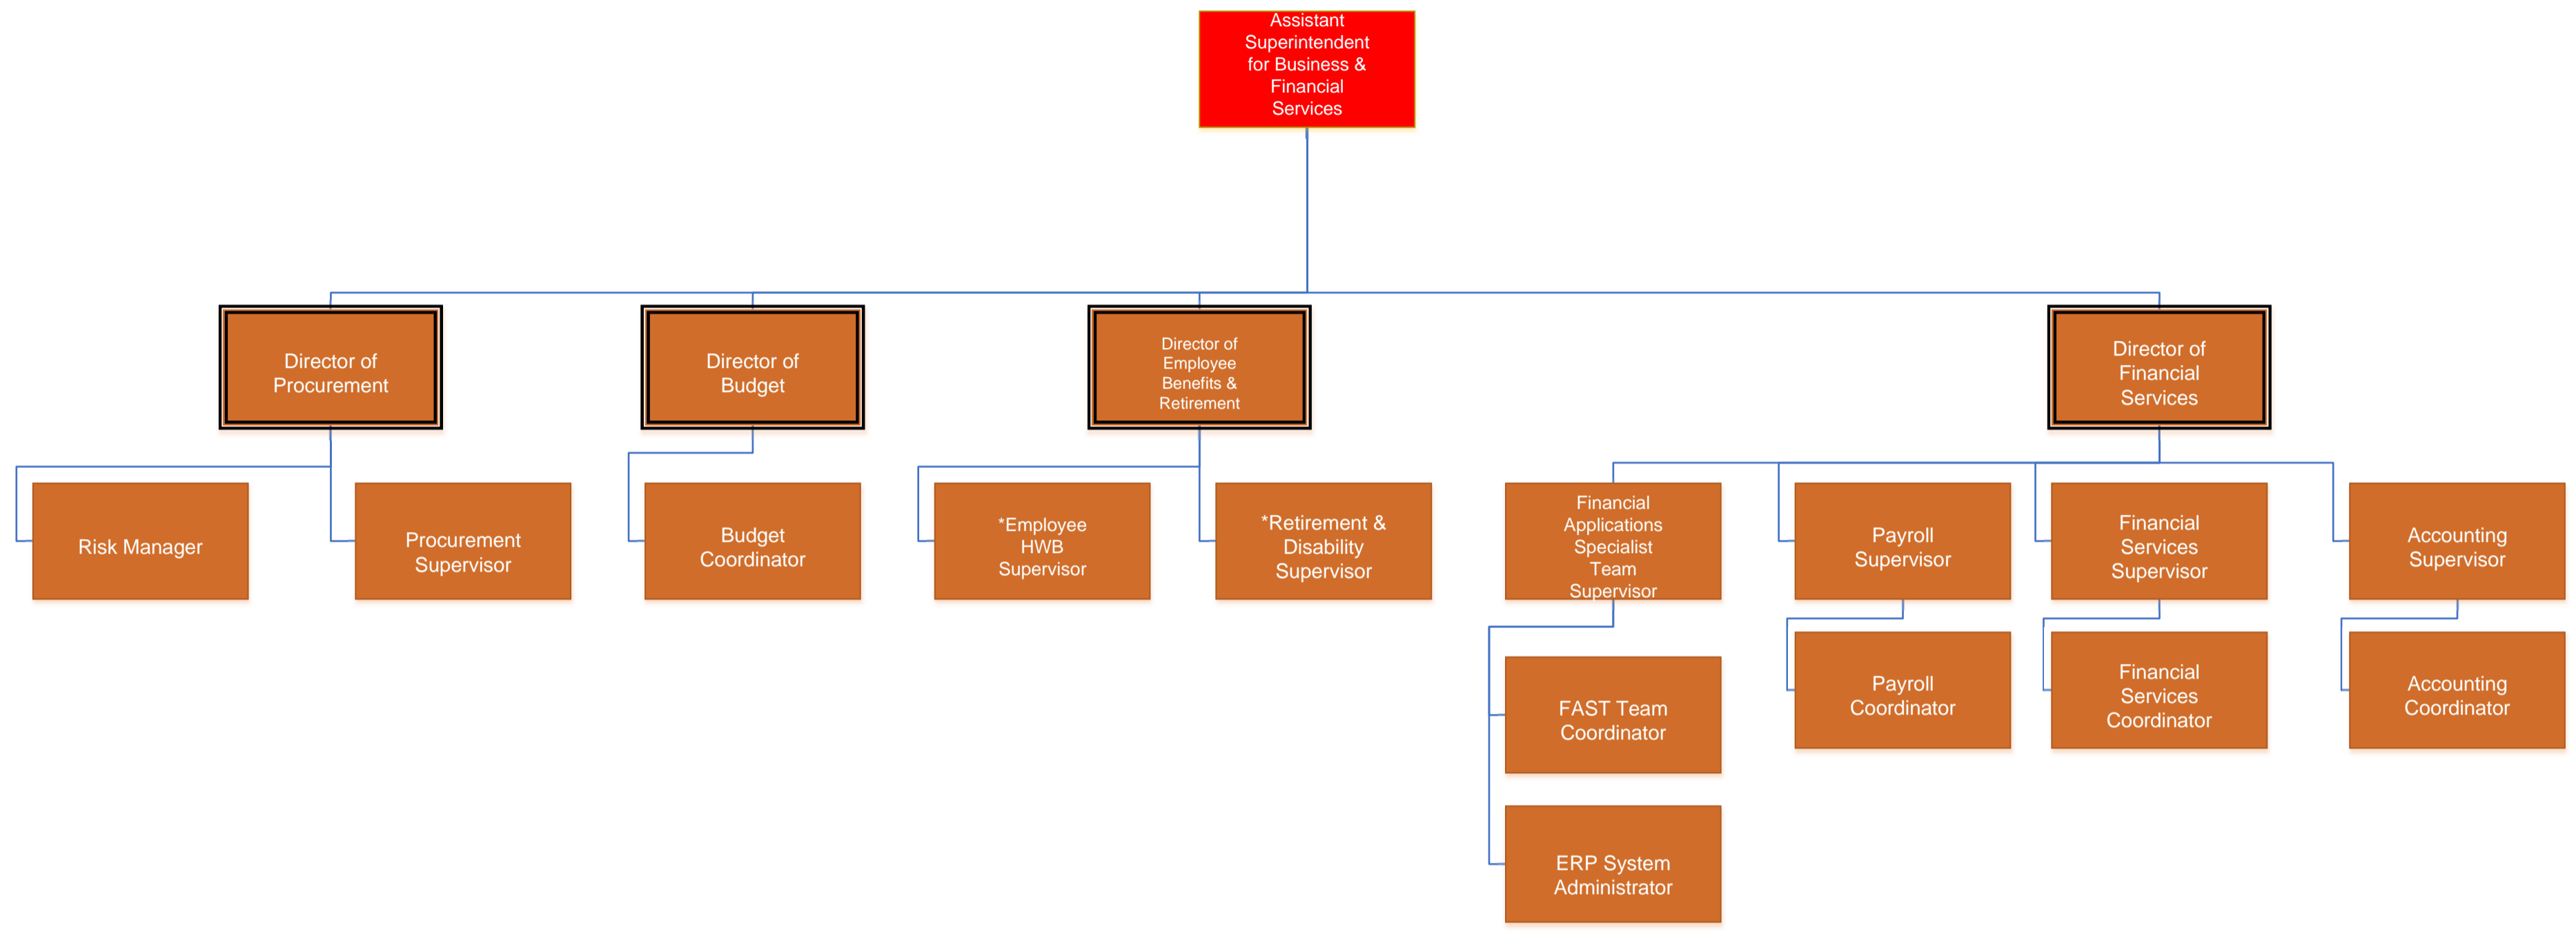 Assistant
Superintendent
for Business &
Financial
Services
Director of
Procurement
Director of
Budget
Director of
Employee
Benefits &
Retirement
Director of
Financial
Services
Risk Manager
Procurement
Supervisor
Budget
Coordinator
*Employee
HWB
Supervisor
*Retirement &
Disability
Supervisor
Financial
Applications
Specialist
Team
Supervisor
Payroll
Supervisor
Financial
Services
Supervisor
Accounting
Supervisor
FAST Team
Coordinator
Payroll
Coordinator
Financial
Services
Coordinator
Accounting
Coordinator
ERP System
Administrator